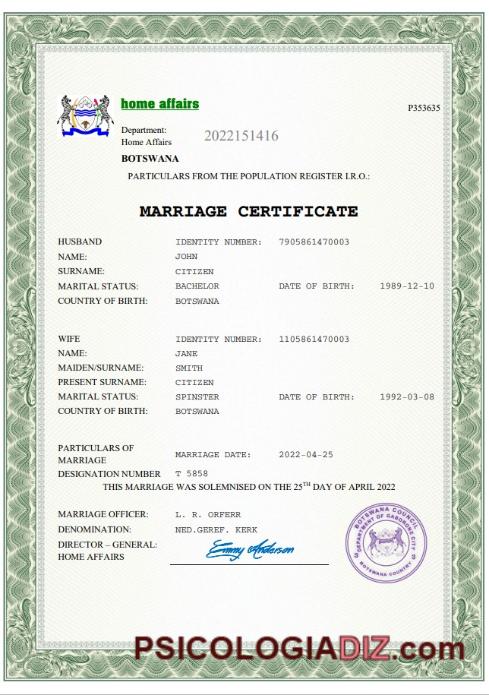 home affairs
P353635
Department:
Home Affairs
2022151416
BOTSWANA
PARTICULARS FROM THE POPULATION REGISTER I.R.O.:
MARRIAGE CERTIFICATE
HUSBAND IDENTITY NUMBER: 7905861470003
NAME: JOHN
SURNAME: CITIZEN
MARITAL STATUS: BACHELOR DATE OF BIRTH: 1989-12-10
COUNTRY OF BIRTH: BOTSWANA
WIFE IDENTITY NUMBER: 1105861470003
NAME: JANE
MAIDEN/SURNAME: SMITH
PRESENT SURNAME: CITIZEN
MARITAL STATUS: SPINSTER DATE OF BIRTH: 1992-03-08
COUNTRY OF BIRTH: BOTSWANA
PARTICULARS OF
MARRIAGE MARRIAGE DATE: 2022-04-25
DESIGNATION NUMBER T 5858
THIS MARRIAGE WAS SOLEMNISED ON THE 25TH DAY OF APRIL 2022
MARRIAGE OFFICER: L. R. ORFERR
DENOMINATION: NED.GEREF. KERK
DIRECTOR – GENERAL:
HOME AFFAIRS
Emmy Anderson
BOTSWANA COUNCIL
DEPARTMENT OF GABORONE CITY
BOTSWANA COUNTRY
PSICOLOGIADIZ.com